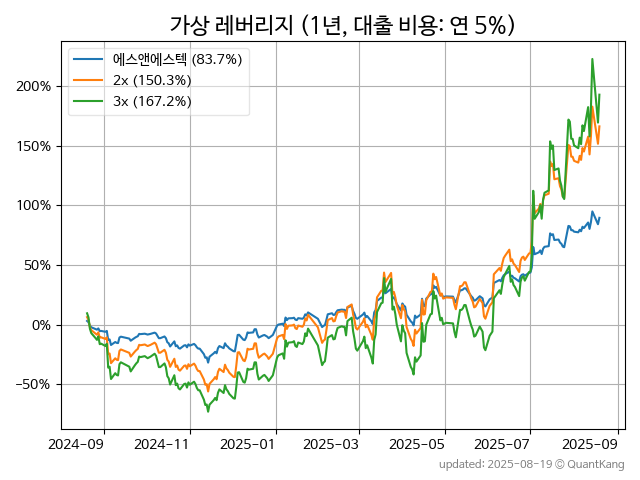 가상 레버리지 (1년, 대출 비용: 연 5%)
에스앤에스텍 (83.7%)
2x (150.3%)
3x (167.2%)
200%
150%
100%
50%
0%
−50%
2024-09 2024-11 2025-01 2025-03 2025-05 2025-07 2025-09
updated: 2025-08-19 © QuantKang